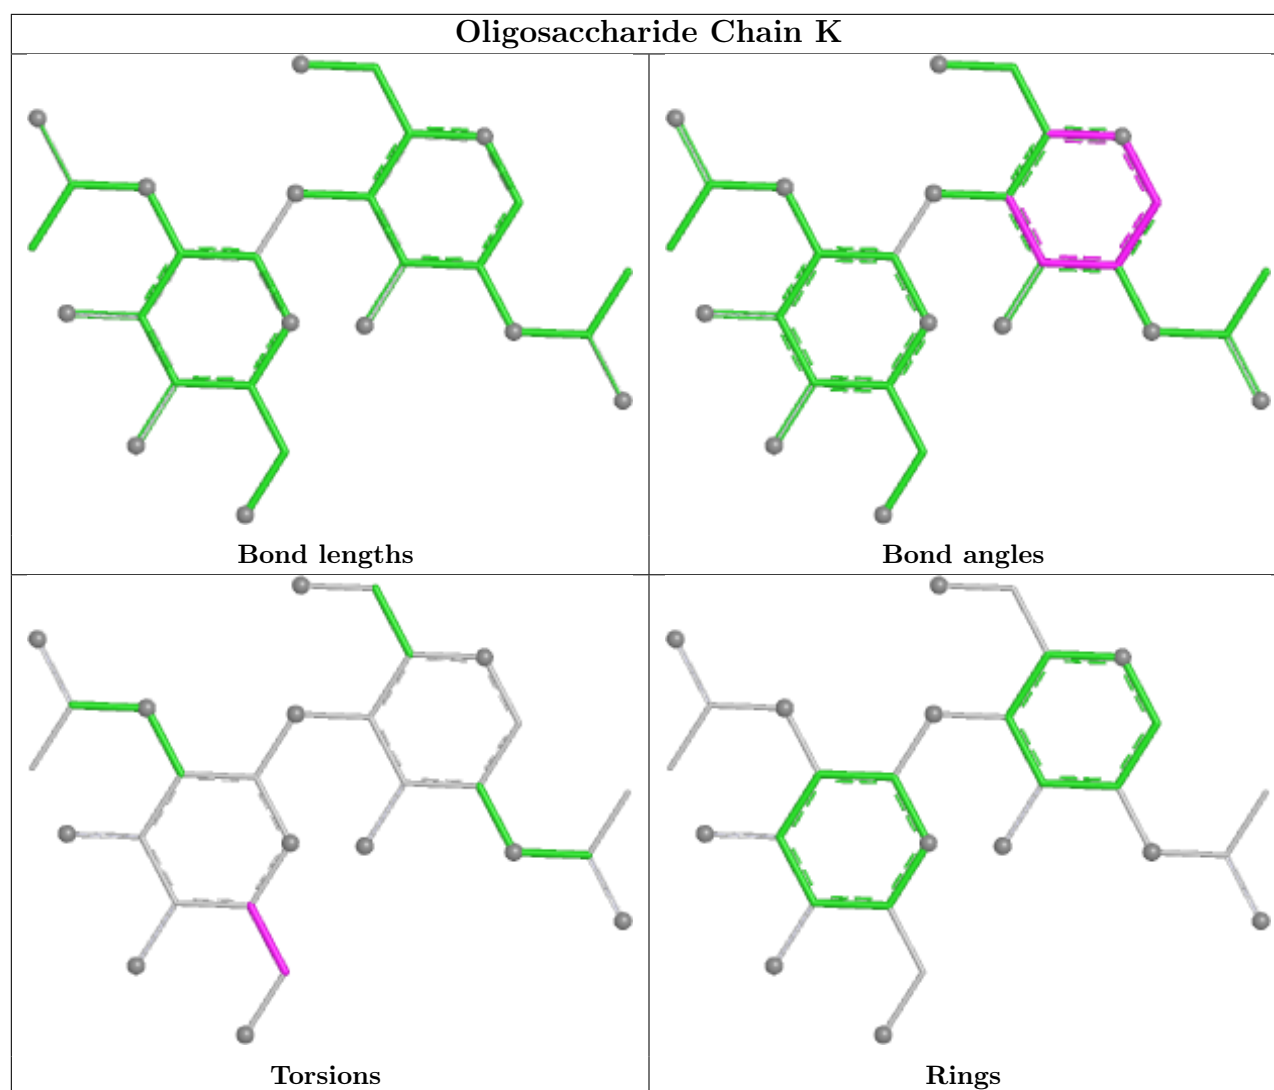 Oligosaccharide Chain K
Bond lengths
Bond angles
Torsions
Rings